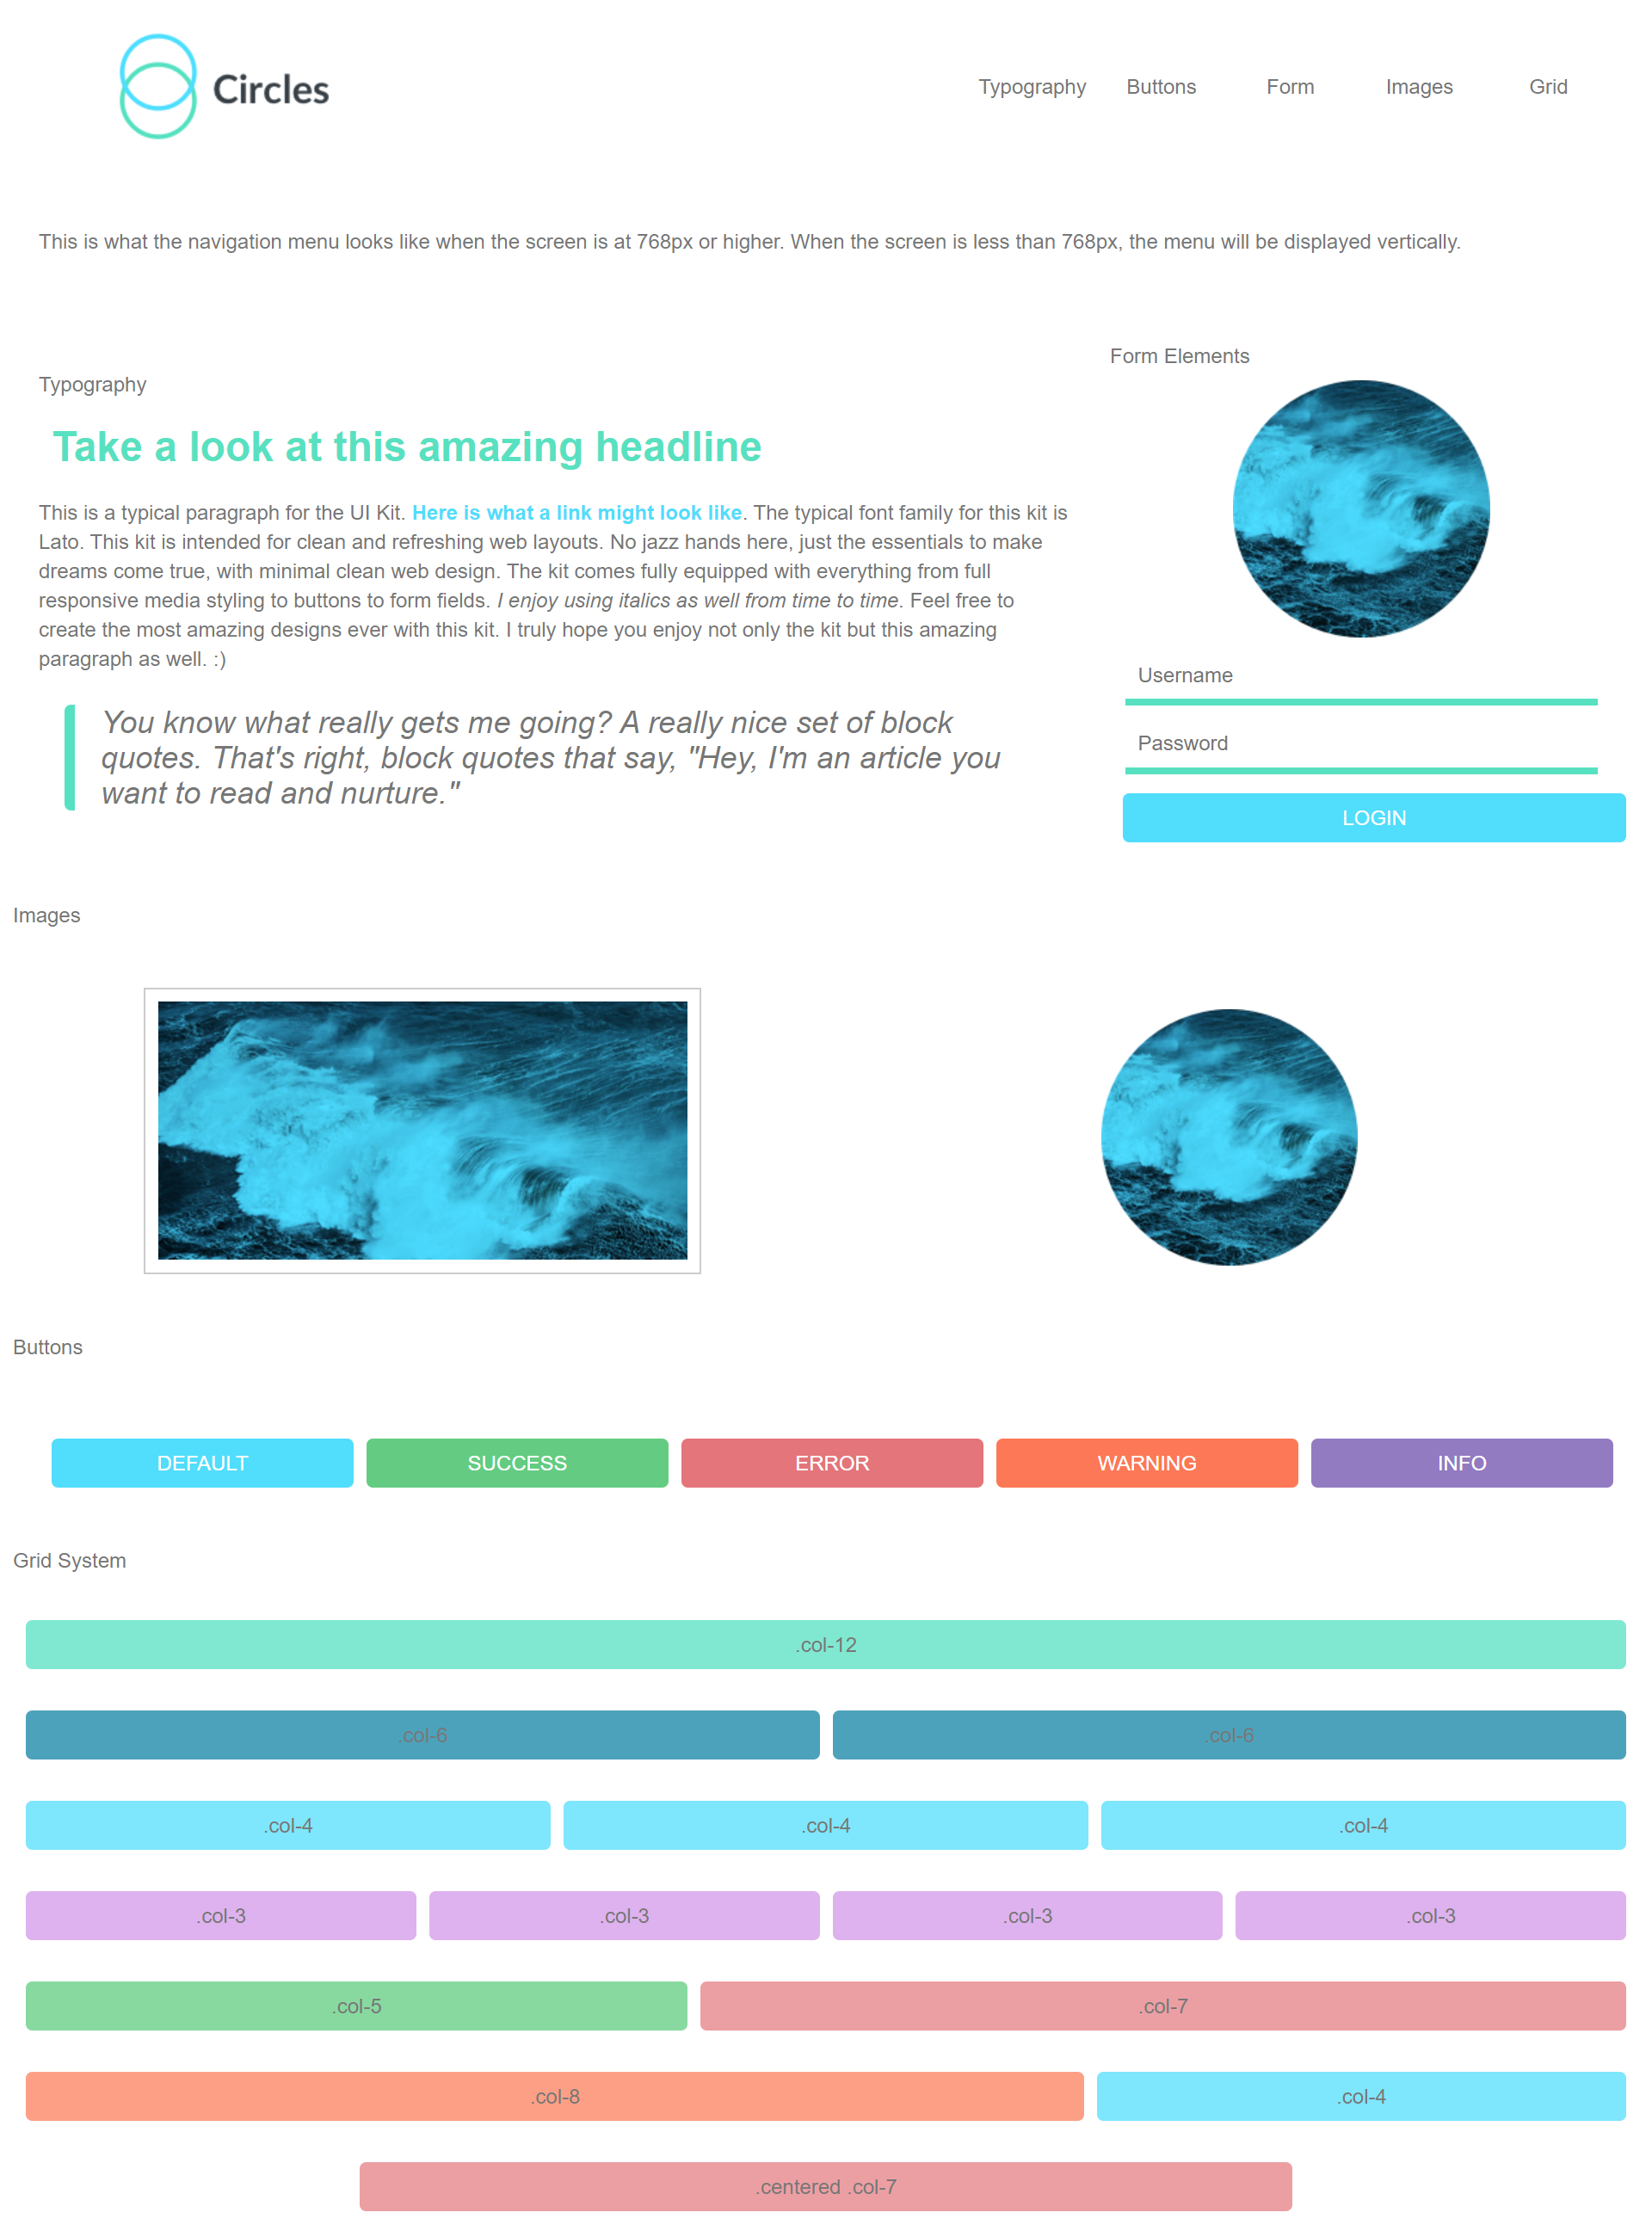 Circles
Typography Buttons Form Images Grid
This is what the navigation menu looks like when the screen is at 768px or higher. When the screen is less than 768px, the menu will be displayed vertically.
Typography
Take a look at this amazing headline
This is a typical paragraph for the UI Kit. Here is what a link might look like. The typical font family for this kit is
Lato. This kit is intended for clean and refreshing web layouts. No jazz hands here, just the essentials to make
dreams come true, with minimal clean web design. The kit comes fully equipped with everything from full
responsive media styling to buttons to form fields. I enjoy using italics as well from time to time. Feel free to
create the most amazing designs ever with this kit. I truly hope you enjoy not only the kit but this amazing
paragraph as well. :)
You know what really gets me going? A really nice set of block
quotes. That's right, block quotes that say, "Hey, I'm an article you
want to read and nurture."
Form Elements
Username
Password
LOGIN
Images
Buttons
DEFAULT SUCCESS ERROR WARNING INFO
Grid System
.col-12
.col-6 .col-6
.col-4 .col-4 .col-4
.col-3 .col-3 .col-3 .col-3
.col-5 .col-7
.col-8 .col-4
.centered .col-7